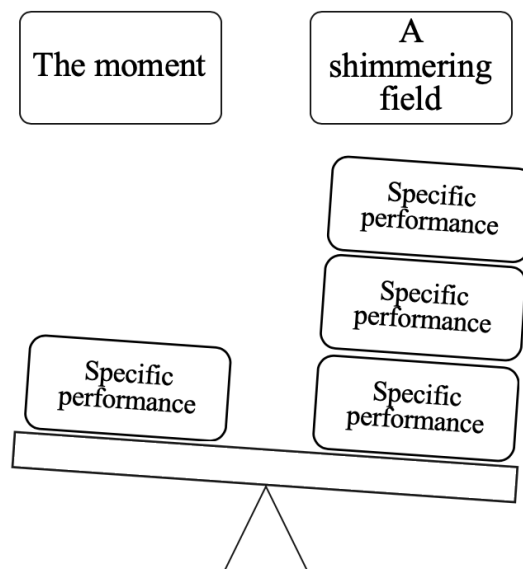 The moment
A
shimmering
field
Specific
performance
Specific
performance
Specific
performance
Specific
performance